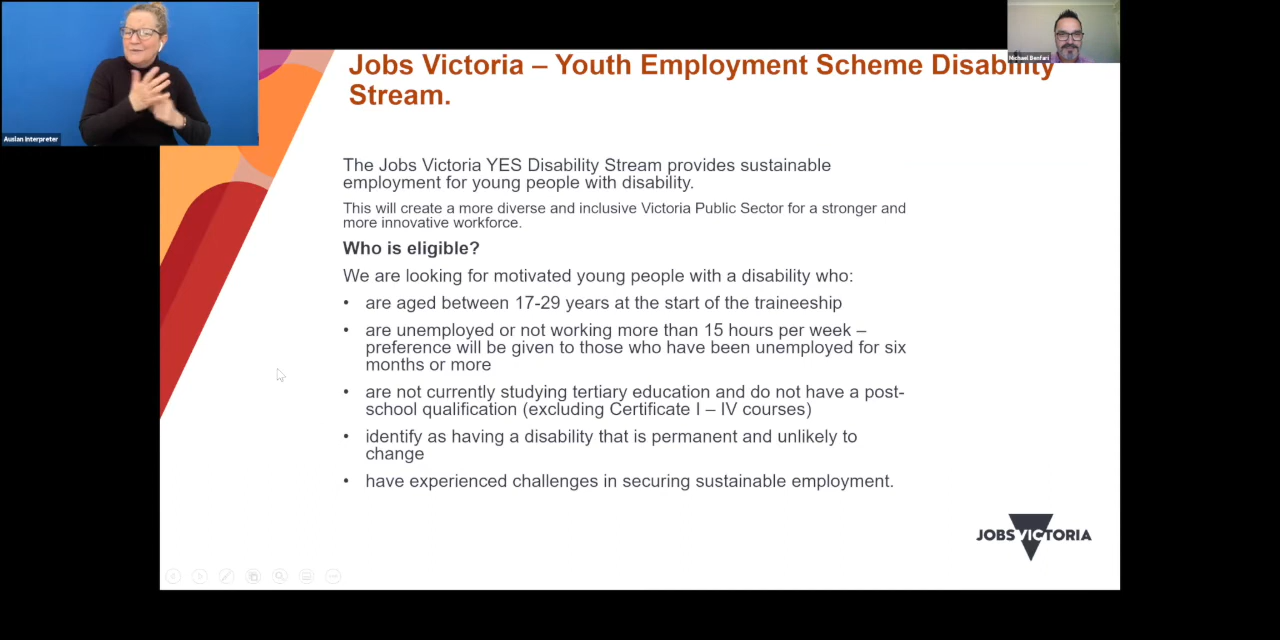 Jobs Victoria – Youth Employment Scheme Disability
Stream.
Michael Benfari
Auslan Interpreter
The Jobs Victoria YES Disability Stream provides sustainable
employment for young people with disability.
This will create a more diverse and inclusive Victoria Public Sector for a stronger and
more innovative workforce.
Who is eligible?
We are looking for motivated young people with a disability who:
• are aged between 17-29 years at the start of the traineeship
• are unemployed or not working more than 15 hours per week –
preference will be given to those who have been unemployed for six
months or more
• are not currently studying tertiary education and do not have a post-
school qualification (excluding Certificate I – IV courses)
• identify as having a disability that is permanent and unlikely to
change
• have experienced challenges in securing sustainable employment.
JOBSVICTORIA